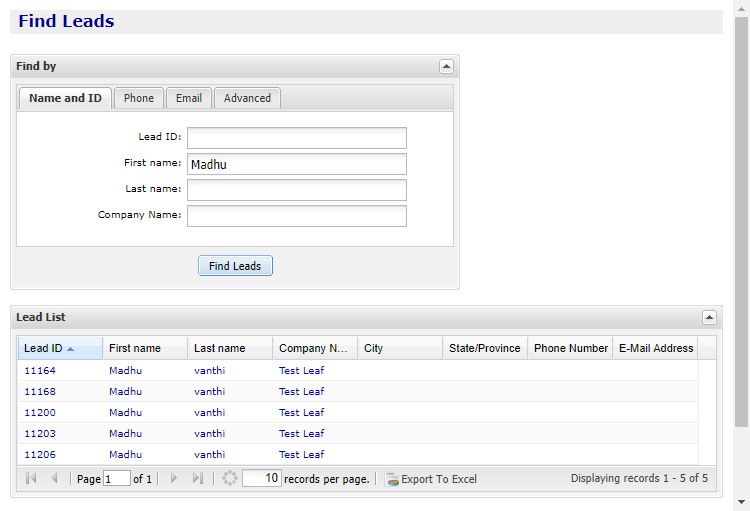 Find Leads
Find by
Name and ID Phone Email Advanced
Lead ID:
First name: Madhu
Last name:
Company Name:
Find Leads
Lead List
Lead ID First name Last name Company N... City State/Province Phone Number E-Mail Address
11164 Madhu vanthi Test Leaf
11168 Madhu vanthi Test Leaf
11200 Madhu vanthi Test Leaf
11203 Madhu vanthi Test Leaf
11206 Madhu vanthi Test Leaf
Page 1 of 1 10 records per page. Export To Excel Displaying records 1 - 5 of 5